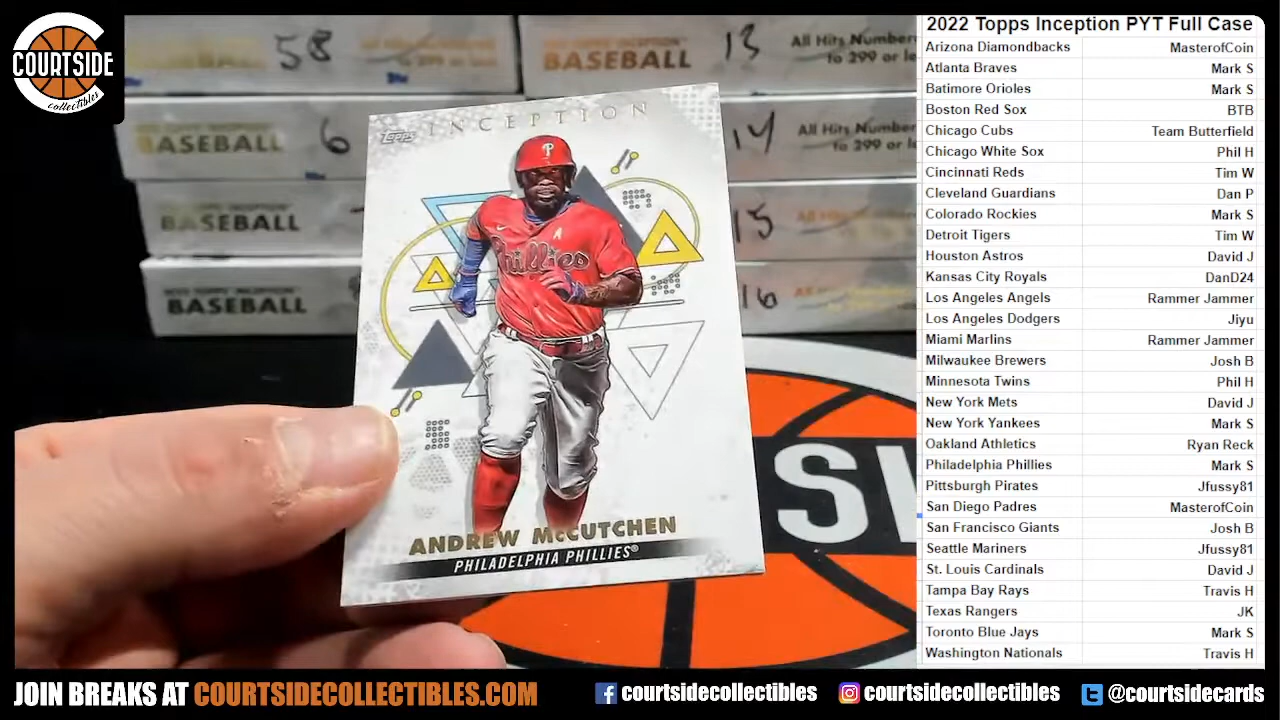 COURTSIDE
collectibles
58
BASEBALL
13
All Hits Number
to 299 or le
BASEBALL
6
14
All Hits Number
to 299 or le
BASEBALL
15
BASEBALL
16
Topps INCEPTION
P
Phillies
ANDREW McCUTCHEN
PHILADELPHIA PHILLIES®
2022 Topps Inception PYT Full Case
Arizona Diamondbacks MasterofCoin
Atlanta Braves Mark S
Batimore Orioles Mark S
Boston Red Sox BTB
Chicago Cubs Team Butterfield
Chicago White Sox Phil H
Cincinnati Reds Tim W
Cleveland Guardians Dan P
Colorado Rockies Mark S
Detroit Tigers Tim W
Houston Astros David J
Kansas City Royals DanD24
Los Angeles Angels Rammer Jammer
Los Angeles Dodgers Jiyu
Miami Marlins Rammer Jammer
Milwaukee Brewers Josh B
Minnesota Twins Phil H
New York Mets David J
New York Yankees Mark S
Oakland Athletics Ryan Reck
Philadelphia Phillies Mark S
Pittsburgh Pirates Jfussy81
San Diego Padres MasterofCoin
San Francisco Giants Josh B
Seattle Mariners Jfussy81
St. Louis Cardinals David J
Tampa Bay Rays Travis H
Texas Rangers JK
Toronto Blue Jays Mark S
Washington Nationals Travis H
JOIN BREAKS AT COURTSIDECOLLECTIBLES.COM
courtsidecollectibles
courtsidecollectibles
@courtsidecards